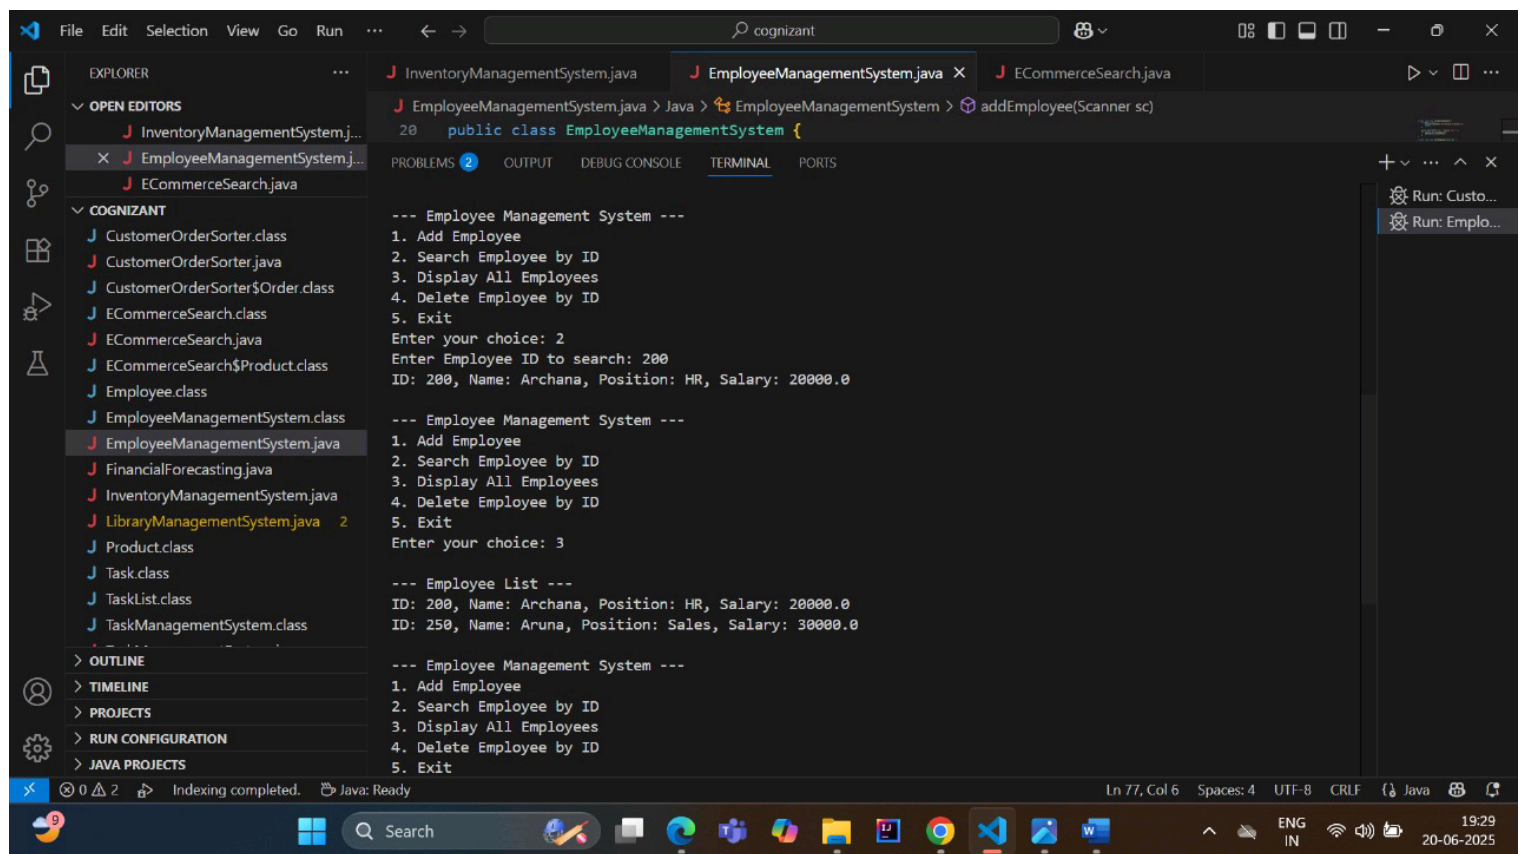 File Edit Selection View Go Run ··· cognizant
EXPLORER ···
OPEN EDITORS
InventoryManagementSystem.j...
EmployeeManagementSystem.j...
ECommerceSearch.java
COGNIZANT
CustomerOrderSorter.class
CustomerOrderSorter.java
CustomerOrderSorter$Order.class
ECommerceSearch.class
ECommerceSearch.java
ECommerceSearch$Product.class
Employee.class
EmployeeManagementSystem.class
EmployeeManagementSystem.java
FinancialForecasting.java
InventoryManagementSystem.java
LibraryManagementSystem.java 2
Product.class
Task.class
TaskList.class
TaskManagementSystem.class
OUTLINE
TIMELINE
PROJECTS
RUN CONFIGURATION
JAVA PROJECTS
InventoryManagementSystem.java EmployeeManagementSystem.java ECommerceSearch.java
EmployeeManagementSystem.java > Java > EmployeeManagementSystem > addEmployee(Scanner sc)
20 public class EmployeeManagementSystem {
PROBLEMS 2 OUTPUT DEBUG CONSOLE TERMINAL PORTS
--- Employee Management System ---
1. Add Employee
2. Search Employee by ID
3. Display All Employees
4. Delete Employee by ID
5. Exit
Enter your choice: 2
Enter Employee ID to search: 200
ID: 200, Name: Archana, Position: HR, Salary: 20000.0
--- Employee Management System ---
1. Add Employee
2. Search Employee by ID
3. Display All Employees
4. Delete Employee by ID
5. Exit
Enter your choice: 3
--- Employee List ---
ID: 200, Name: Archana, Position: HR, Salary: 20000.0
ID: 250, Name: Aruna, Position: Sales, Salary: 30000.0
--- Employee Management System ---
1. Add Employee
2. Search Employee by ID
3. Display All Employees
4. Delete Employee by ID
5. Exit
Run: Custo...
Run: Emplo...
0 2 Indexing completed. Java: Ready Ln 77, Col 6 Spaces: 4 UTF-8 CRLF Java
9 Search ENG 19:29
IN 20-06-2025